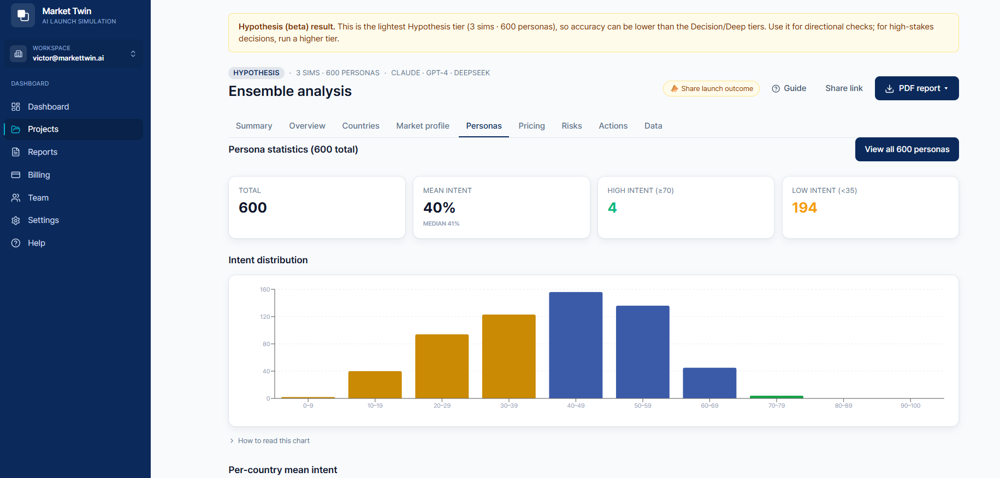 Market Twin
AI LAUNCH SIMULATION
WORKSPACE
victor@markettwin.ai
DASHBOARD
Dashboard
Projects
Reports
Billing
Team
Settings
Help
Hypothesis (beta) result. This is the lightest Hypothesis tier (3 sims · 600 personas), so accuracy can be lower than the Decision/Deep tiers. Use it for directional checks; for high-stakes
decisions, run a higher tier.
HYPOTHESIS · 3 SIMS · 600 PERSONAS · CLAUDE · GPT-4 · DEEPSEEK
Ensemble analysis
Share launch outcome
Guide
Share link
PDF report
Summary Overview Countries Market profile Personas Pricing Risks Actions Data
Persona statistics (600 total)
View all 600 personas
TOTAL
600
MEAN INTENT
40%
MEDIAN 41%
HIGH INTENT (≥70)
4
LOW INTENT (<35)
194
Intent distribution
160
120
80
40
0
0–9 10–19 20–29 30–39 40–49 50–59 60–69 70–79 80–89 90–100
How to read this chart
Per-country mean intent